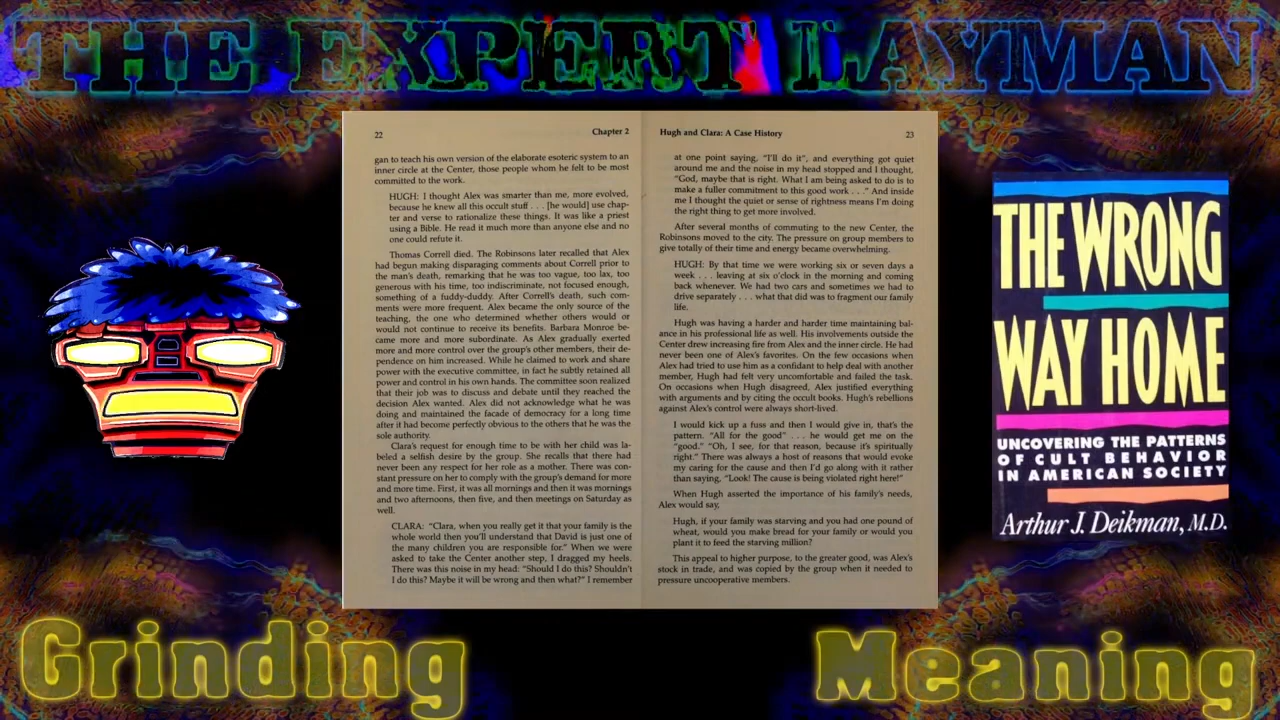 THE EXPERT LAYMAN
22 Chapter 2
gan to teach his own version of the elaborate esoteric system to an
inner circle at the Center, those people whom he felt to be most
committed to the work.
HUGH: I thought Alex was smarter than me, more evolved,
because he knew all this occult stuff . . . [he would] use chap-
ter and verse to rationalize these things. It was like a priest
using a Bible. He read it much more than anyone else and no
one could refute it.
Thomas Correll died. The Robinsons later recalled that Alex
had begun making disparaging comments about Correll prior to
the man's death, remarking that he was too vague, too lax, too
generous with his time, too indiscriminate, not focused enough,
something of a fuddy-duddy. After Correll's death, such com-
ments were more frequent. Alex became the only source of the
teaching, the one who determined whether others would or
would not continue to receive its benefits. Barbara Monroe be-
came more and more subordinate. As Alex gradually exerted
more and more control over the group's other members, their de-
pendence on him increased. While he claimed to work and share
power with the executive committee, in fact he subtly retained all
power and control in his own hands. The committee soon realized
that their job was to discuss and debate until they reached the
decision Alex wanted. Alex did not acknowledge what he was
doing and maintained the facade of democracy for a long time
after it had become perfectly obvious to the others that he was the
sole authority.
Clara's request for enough time to be with her child was la-
beled a selfish desire by the group. She recalls that there had
never been any respect for her role as a mother. There was con-
stant pressure on her to comply with the group's demand for more
and more time. First, it was all mornings and then it was mornings
and two afternoons, then five, and then meetings on Saturday as
well.
CLARA: "Clara, when you really get it that your family is the
whole world then you'll understand that David is just one of
the many children you are responsible for." When we were
asked to take the Center another step, I dragged my heels.
There was this noise in my head: "Should I do this? Shouldn't
I do this? Maybe it will be wrong and then what?" I remember
Hugh and Clara: A Case History 23
at one point saying, "I'll do it", and everything got quiet
around me and the noise in my head stopped and I thought,
"God, maybe that is right. What I am being asked to do is to
make a fuller commitment to this good work . . ." And inside
me I thought the quiet or sense of rightness means I'm doing
the right thing to get more involved.
After several months of commuting to the new Center, the
Robinsons moved to the city. The pressure on group members to
give totally of their time and energy became overwhelming.
HUGH: By that time we were working six or seven days a
week . . . leaving at six o'clock in the morning and coming
back whenever. We had two cars and sometimes we had to
drive separately . . . what that did was to fragment our family
life.
Hugh was having a harder and harder time maintaining bal-
ance in his professional life as well. His involvements outside the
Center drew increasing fire from Alex and the inner circle. He had
never been one of Alex's favorites. On the few occasions when
Alex had tried to use him as a confidant to help deal with another
member, Hugh had felt very uncomfortable and failed the task.
On occasions when Hugh disagreed, Alex justified everything
with arguments and by citing the occult books. Hugh's rebellions
against Alex's control were always short-lived.
I would kick up a fuss and then I would give in, that's the
pattern. "All for the good" . . . he would get me on the
"good." "Oh, I see, for that reason, because it's spiritually
right." There was always a host of reasons that would evoke
my caring for the cause and then I'd go along with it rather
than saying, "Look! The cause is being violated right here!"
When Hugh asserted the importance of his family's needs,
Alex would say,
Hugh, if your family was starving and you had one pound of
wheat, would you make bread for your family or would you
plant it to feed the starving million?
This appeal to higher purpose, to the greater good, was Alex's
stock in trade, and was copied by the group when it needed to
pressure uncooperative members.
THE WRONG
WAY HOME
UNCOVERING THE PATTERNS
OF CULT BEHAVIOR
IN AMERICAN SOCIETY
Arthur J. Deikman, M.D.
Grinding Meaning